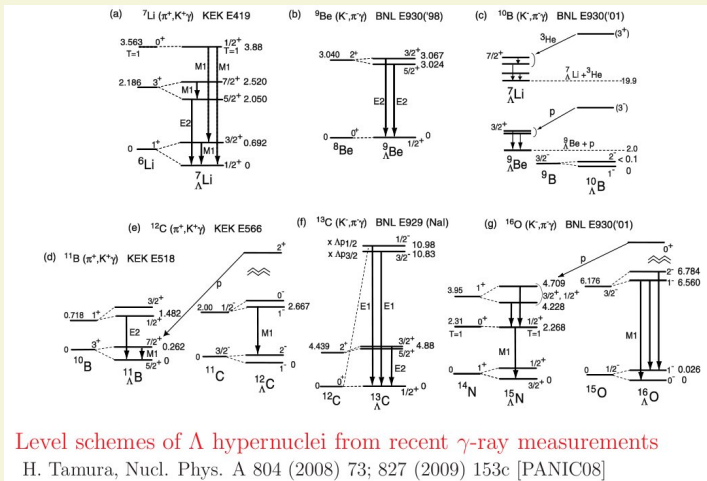 (a) ⁷Li (π⁺,K⁺γ) KEK E419
3.563 0⁺ T=1
1/2⁺ T=1 3.88
M1 M1
2.186 3⁺
7/2⁺ 2.520
M1
5/2⁺ 2.050
E2
3/2⁺ 0.692
0 1⁺
M1
1/2⁺ 0
⁶Li
⁷ΛLi
(b) ⁹Be (K⁻,π⁻γ) BNL E930('98)
3.040 2⁺
3/2⁺ 3.067
5/2⁺ 3.024
E2 E2
0 0⁺
1/2⁺ 0
⁸Be
⁹ΛBe
(c) ¹⁰B (K⁻,π⁻γ) BNL E930('01)
(3⁺)
³He
7/2⁺
⁷ΛLi + ³He
19.9
⁷ΛLi
(3⁻)
p
3/2⁺
⁹ΛBe + p
2.0
3/2⁻
2⁻ < 0.1
1⁻ 0
⁹ΛBe
⁹B
¹⁰ΛB
(d) ¹¹B (π⁺,K⁺γ) KEK E518
3/2⁺
0.718 1⁺
1.482
1/2⁺
E2
7/2⁺ 0.262
0 3⁺
M1
5/2⁺ 0
¹⁰B
¹¹ΛB
(e) ¹²C (π⁺,K⁺γ) KEK E566
2⁺
p
0⁻
2.00 1/2⁻
2.667
1⁻
M1
0 3/2⁻
2⁻
1⁻ 0
¹¹C
¹²ΛC
(f) ¹³C (K⁻,π⁻γ) BNL E929 (NaI)
x Λp1/2
1/2⁻ 10.98
x Λp3/2
3/2⁻ 10.83
E1 E1
4.439 2⁺
3/2⁺ 4.88
5/2⁺
E2
0 0⁺
1/2⁺ 0
¹²C
¹³ΛC
(g) ¹⁶O (K⁻,π⁻γ) BNL E930('01)
0⁺
p
3.95 1⁺
4.709
3/2⁺, 1/2⁺
4.228
6.176
3/2⁻
2⁻ 6.784
1⁻ 6.560
2.31 0⁺
T=1
1/2⁺
T=1 2.268
M1
M1
0 1⁺
1/2⁺
3/2⁺ 0
0 1/2⁻
1⁻ 0.026
0⁻ 0
¹⁴N
¹⁵ΛN
¹⁵O
¹⁶ΛO
Level schemes of Λ hypernuclei from recent γ-ray measurements
H. Tamura, Nucl. Phys. A 804 (2008) 73; 827 (2009) 153c [PANIC08]